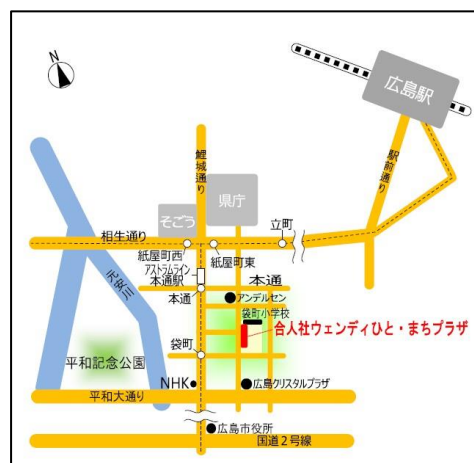 N
広島駅
鯉城通り
駅前通り
県庁
そごう
立町
相生通り
紙屋町西
紙屋町東
アストラムライン
本通駅
本通
本通
アンデルセン
元安川
袋町小学校
合人社ウェンディひと・まちプラザ
袋町
平和記念公園
NHK
広島クリスタルプラザ
平和大通り
広島市役所
国道2号線